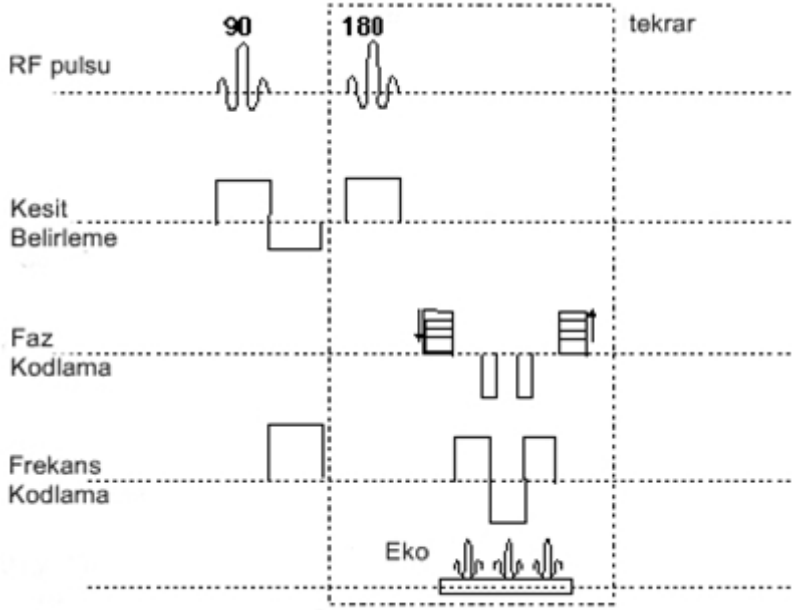 90
180
tekrar
RF pulsu
Kesit
Belirleme
Faz
Kodlama
Frekans
Kodlama
Eko